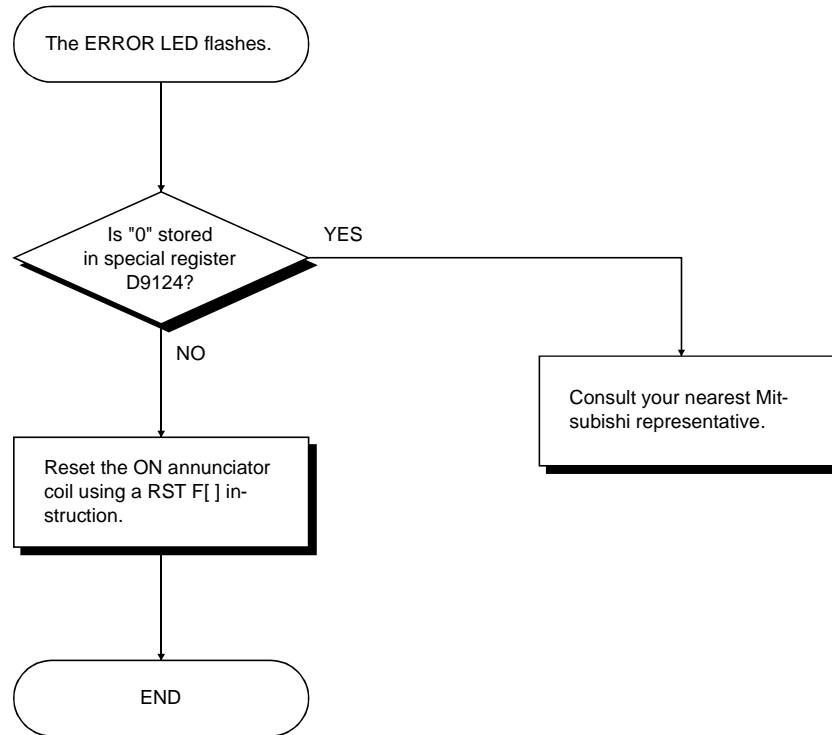 The ERROR LED flashes.
Is "0" stored
in special register
D9124?
YES
NO
Consult your nearest Mit-
subishi representative.
Reset the ON annunciator
coil using a RST F[ ] in-
struction.
END